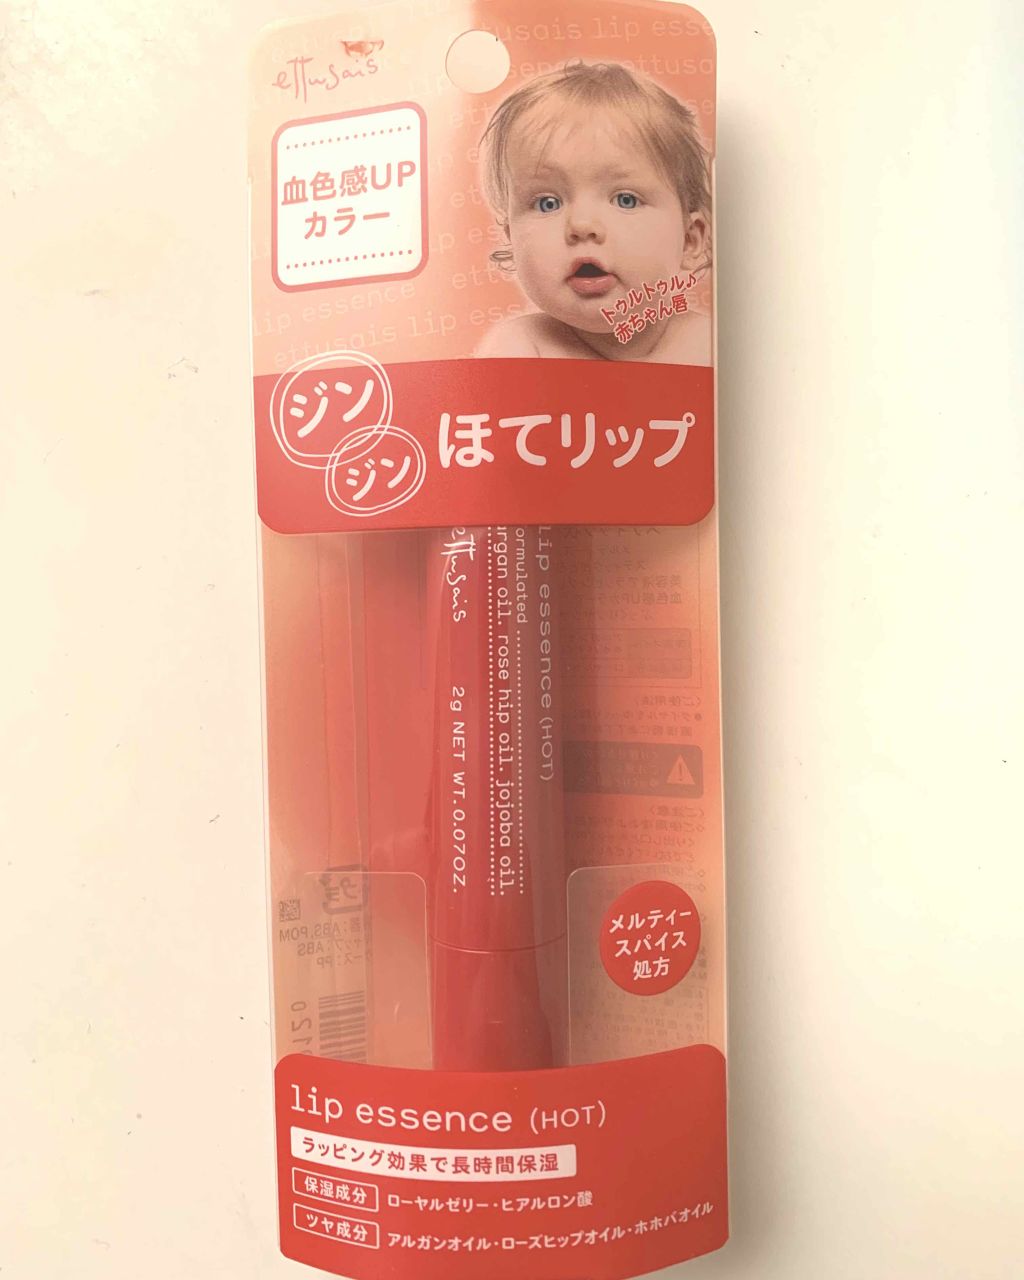 ettusais
血色感UP
カラー
トゥルトゥル♪
赤ちゃん唇
ジン
ジン
ほてリップ
lip essence (HOT)
formulated
argan oil. rose hip oil. jojoba oil.
ettusais
2g NET WT. 0.07OZ.
メルティー
スパイス
処方
lip essence (HOT)
ラッピング効果で長時間保湿
保湿成分 ローヤルゼリー・ヒアルロン酸
ツヤ成分 アルガンオイル・ローズヒップオイル・ホホバオイル